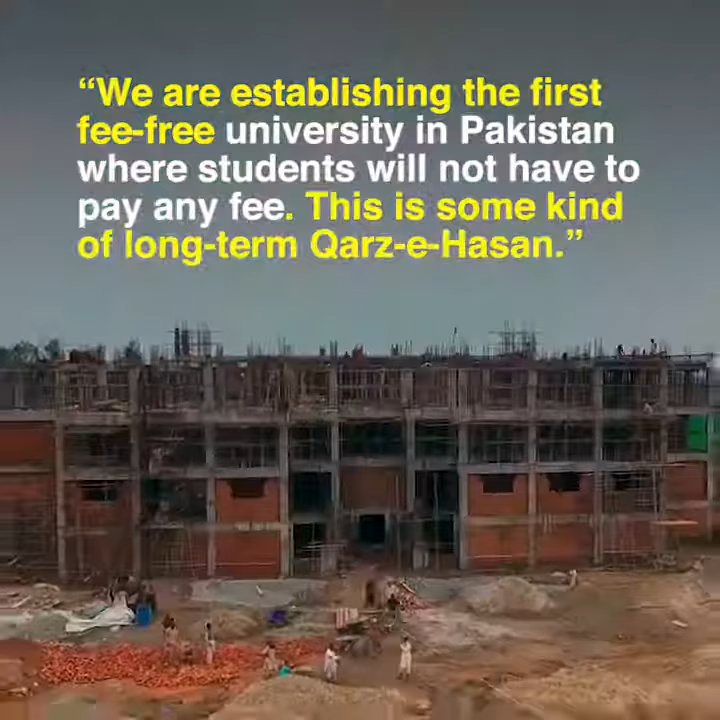 “We are establishing the first
fee-free university in Pakistan
where students will not have to
pay any fee. This is some kind
of long-term Qarz-e-Hasan.”